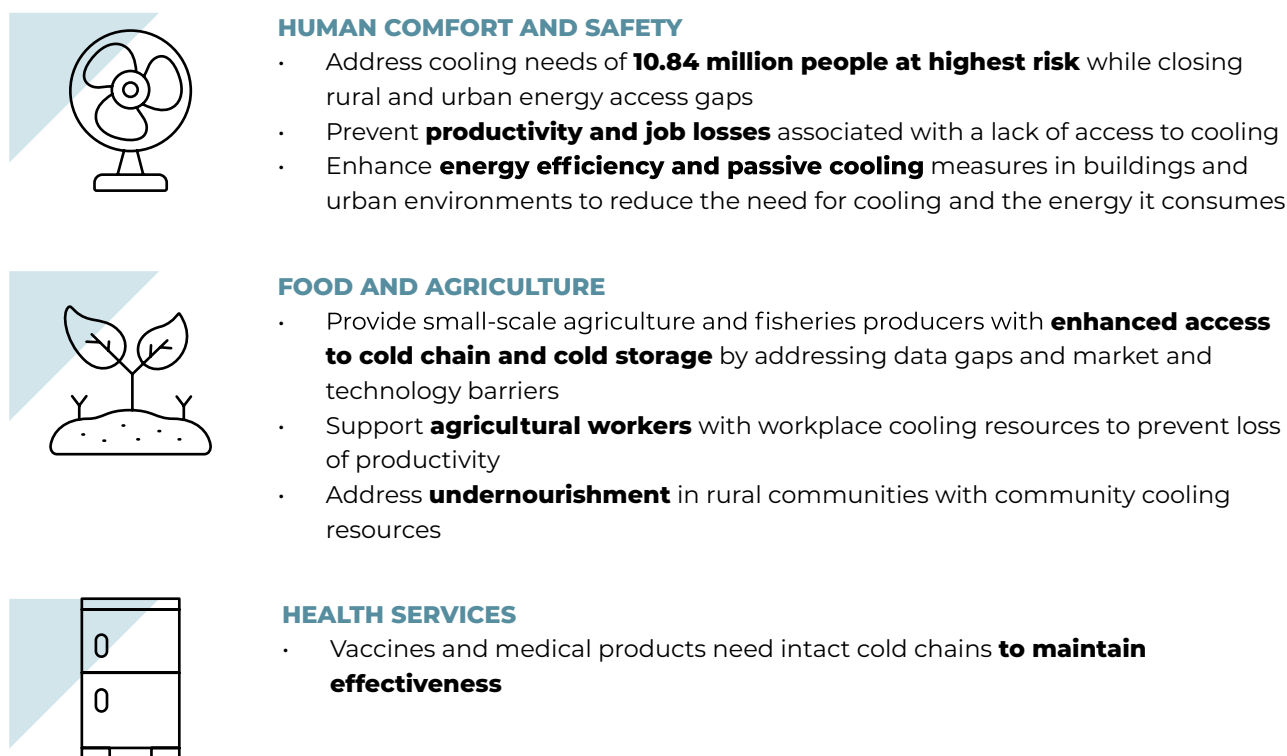 HUMAN COMFORT AND SAFETY
· Address cooling needs of 10.84 million people at highest risk while closing
rural and urban energy access gaps
· Prevent productivity and job losses associated with a lack of access to cooling
· Enhance energy efficiency and passive cooling measures in buildings and
urban environments to reduce the need for cooling and the energy it consumes
FOOD AND AGRICULTURE
· Provide small-scale agriculture and fisheries producers with enhanced access
to cold chain and cold storage by addressing data gaps and market and
technology barriers
· Support agricultural workers with workplace cooling resources to prevent loss
of productivity
· Address undernourishment in rural communities with community cooling
resources
HEALTH SERVICES
· Vaccines and medical products need intact cold chains to maintain
effectiveness